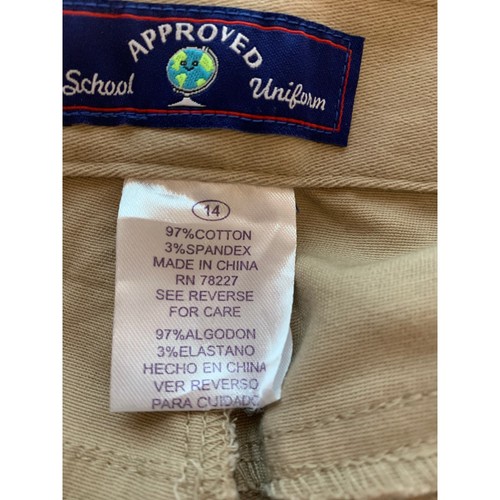 APPROVED
School Uniform
14
97%COTTON
3%SPANDEX
MADE IN CHINA
RN 78227
SEE REVERSE
FOR CARE
97%ALGODON
3%ELASTANO
HECHO EN CHINA
VER REVERSO
PARA CUIDADO